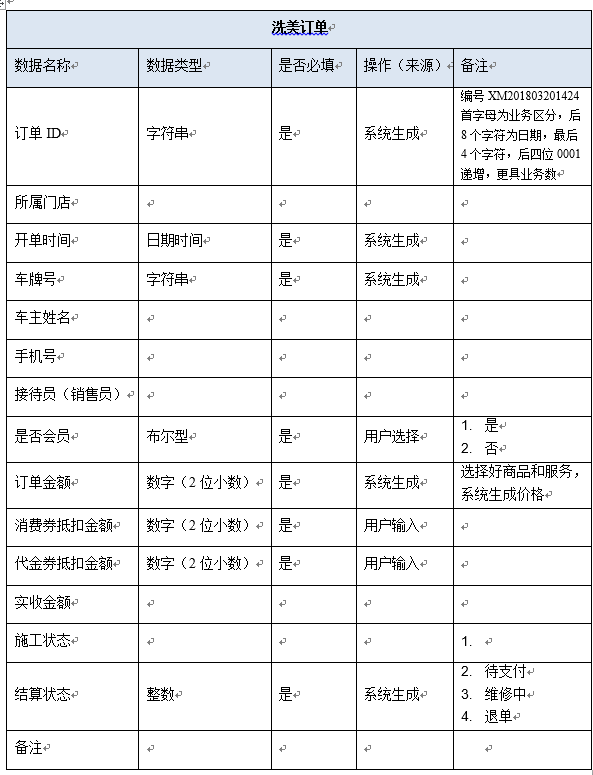 洗美订单
数据名称 数据类型 是否必填 操作（来源） 备注
订单 ID 字符串 是 系统生成 编号 XM201803201424
首字母为业务区分，后
8 个字符为日期，最后
4 个字符，后四位 0001
递增，更具业务数
所属门店
开单时间 日期时间 是 系统生成
车牌号 字符串 是 系统生成
车主姓名
手机号
接待员（销售员）
是否会员 布尔型 是 用户选择 1. 是
2. 否
订单金额 数字（2 位小数） 是 系统生成 选择好商品和服务，
系统生成价格
消费券抵扣金额 数字（2 位小数） 是 用户输入
代金券抵扣金额 数字（2 位小数） 是 用户输入
实收金额
施工状态 1.
结算状态 整数 是 系统生成 2. 待支付
3. 维修中
4. 退单
备注